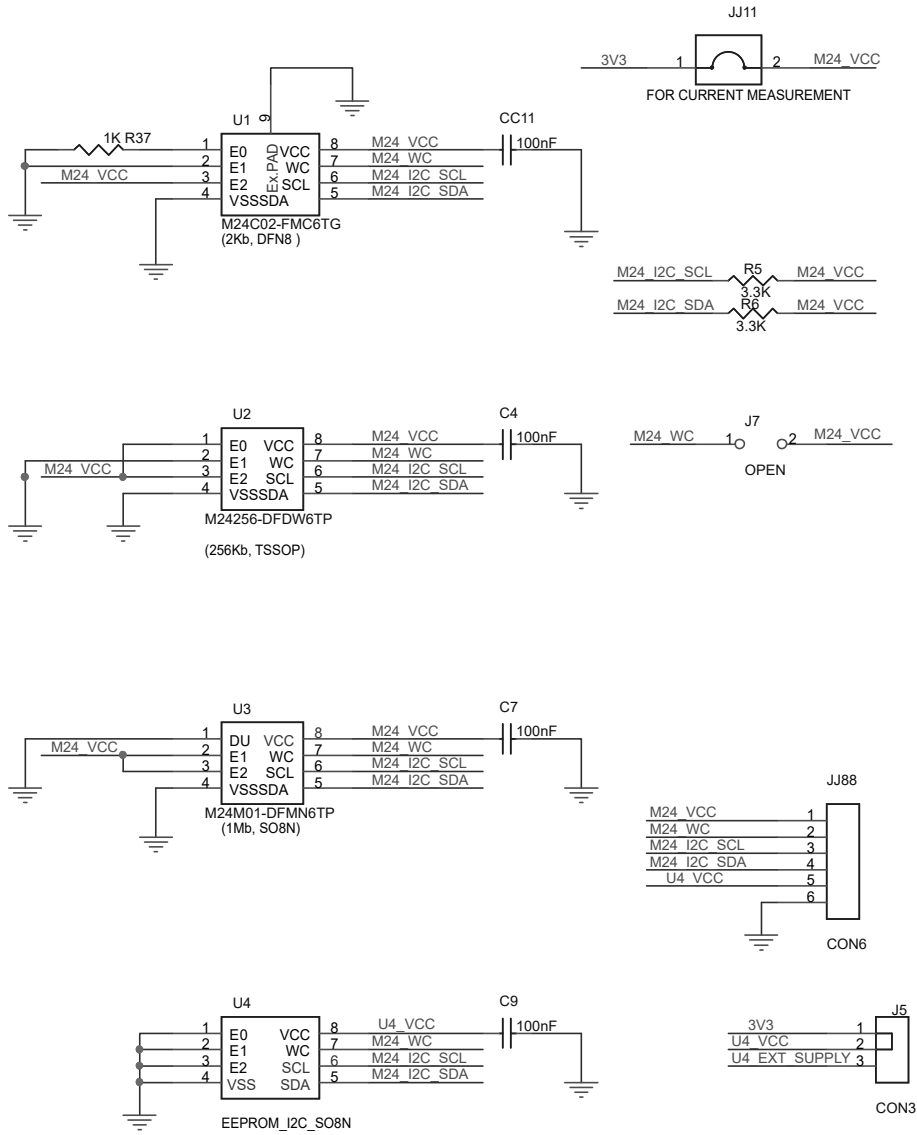 JJ11
3V3 1 2 M24_VCC
FOR CURRENT MEASUREMENT
9
U1
CC11
1K R37 1 E0 VCC 8 M24_VCC 100nF
2 E1 WC 7 M24_WC
M24_VCC 3 E2 SCL 6 M24_I2C_SCL
4 VSS SDA 5 M24_I2C_SDA
Ex.PAD
M24C02-FMC6TG
(2Kb, DFN8 )
M24_I2C_SCL R5 M24_VCC
3.3K
M24_I2C_SDA R6 M24_VCC
3.3K
U2
C4
1 E0 VCC 8 M24_VCC 100nF
2 E1 WC 7 M24_WC
M24_VCC 3 E2 SCL 6 M24_I2C_SCL
4 VSS SDA 5 M24_I2C_SDA
M24256-DFDW6TP
(256Kb, TSSOP)
J7
M24_WC 1 2 M24_VCC
OPEN
U3
C7
1 DU VCC 8 M24_VCC 100nF
M24_VCC 2 E1 WC 7 M24_WC
3 E2 SCL 6 M24_I2C_SCL
4 VSS SDA 5 M24_I2C_SDA
M24M01-DFMN6TP
(1Mb, SO8N)
JJ88
M24_VCC 1
M24_WC 2
M24_I2C_SCL 3
M24_I2C_SDA 4
U4_VCC 5
6
CON6
U4
C9
1 E0 VCC 8 U4_VCC 100nF
2 E1 WC 7 M24_WC
3 E2 SCL 6 M24_I2C_SCL
4 VSS SDA 5 M24_I2C_SDA
EEPROM_I2C_SO8N
J5
3V3 1
U4_VCC 2
U4_EXT_SUPPLY 3
CON3